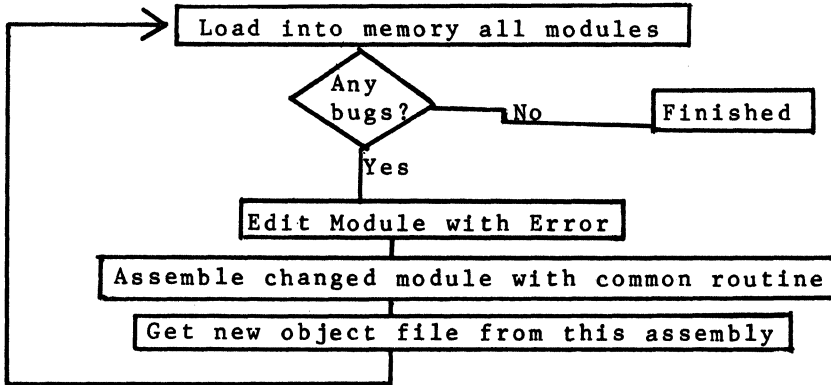 Load into memory all modules
Any
bugs?
No
Finished
Yes
Edit Module with Error
Assemble changed module with common routine
Get new object file from this assembly